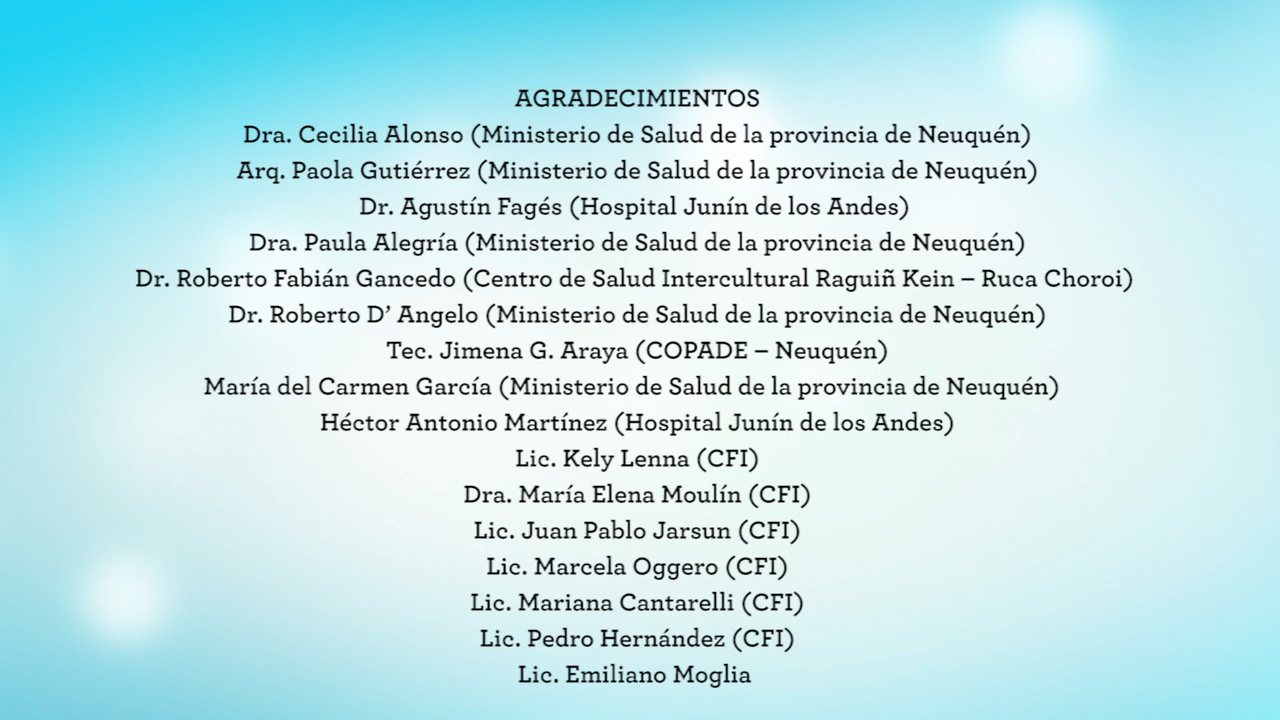 AGRADECIMIENTOS
Dra. Cecilia Alonso (Ministerio de Salud de la provincia de Neuquén)
Arq. Paola Gutiérrez (Ministerio de Salud de la provincia de Neuquén)
Dr. Agustín Fagés (Hospital Junín de los Andes)
Dra. Paula Alegría (Ministerio de Salud de la provincia de Neuquén)
Dr. Roberto Fabián Gancedo (Centro de Salud Intercultural Raguiñ Kein – Ruca Choroi)
Dr. Roberto D’ Angelo (Ministerio de Salud de la provincia de Neuquén)
Tec. Jimena G. Araya (COPADE – Neuquén)
María del Carmen García (Ministerio de Salud de la provincia de Neuquén)
Héctor Antonio Martínez (Hospital Junín de los Andes)
Lic. Kely Lenna (CFI)
Dra. María Elena Moulín (CFI)
Lic. Juan Pablo Jarsun (CFI)
Lic. Marcela Oggero (CFI)
Lic. Mariana Cantarelli (CFI)
Lic. Pedro Hernández (CFI)
Lic. Emiliano Moglia